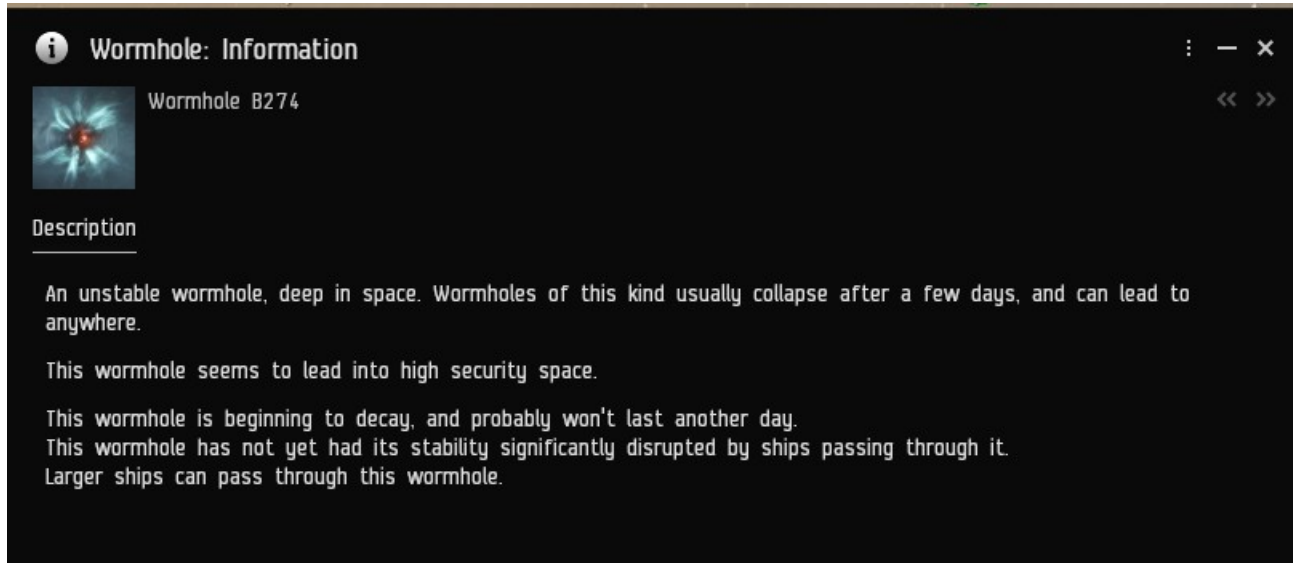 Wormhole: Information
Wormhole B274
Description
An unstable wormhole, deep in space. Wormholes of this kind usually collapse after a few days, and can lead to
anywhere.
This wormhole seems to lead into high security space.
This wormhole is beginning to decay, and probably won't last another day.
This wormhole has not yet had its stability significantly disrupted by ships passing through it.
Larger ships can pass through this wormhole.